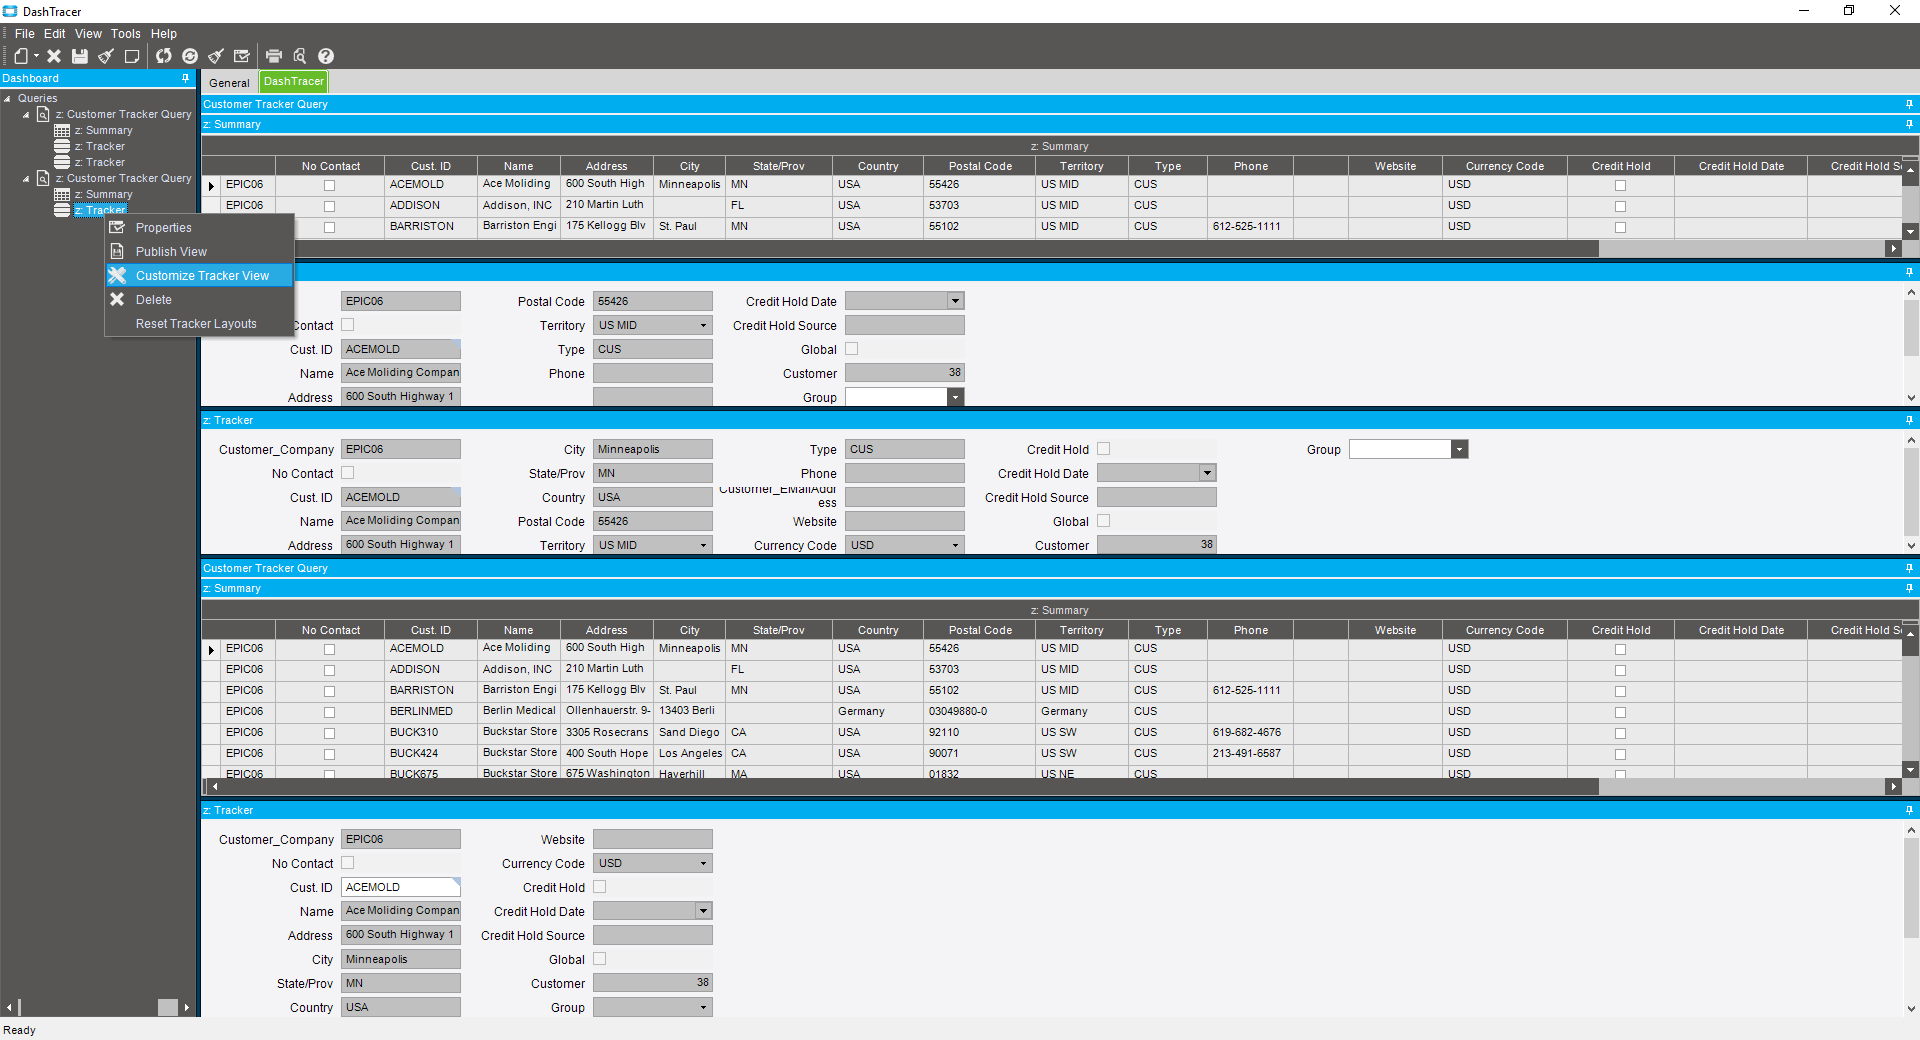 DashTracer
File Edit View Tools Help
Dashboard
Queries
z: Customer Tracker Query
z: Summary
z: Tracker
z: Tracker
z: Customer Tracker Query
z: Summary
z: Tracker
Properties
Publish View
Customize Tracker View
Delete
Reset Tracker Layouts
General DashTracer
Customer Tracker Query
z: Summary
z: Summary
No Contact Cust. ID Name Address City State/Prov Country Postal Code Territory Type Phone Website Currency Code Credit Hold Credit Hold Date Credit Hold S
EPIC06 ACEMOLD Ace Moliding 600 South High Minneapolis MN USA 55426 US MID CUS USD
EPIC06 ADDISON Addison, INC 210 Martin Luth FL USA 53703 US MID CUS USD
BARRISTON Barriston Engi 175 Kellogg Blv St. Paul MN USA 55102 US MID CUS 612-525-1111 USD
EPIC06 Postal Code 55426 Credit Hold Date
Contact Territory US MID Credit Hold Source
Cust. ID ACEMOLD Type CUS Global
Name Ace Moliding Compan Phone Customer 38
Address 600 South Highway 1 Group
z: Tracker
Customer_Company EPIC06 City Minneapolis Type CUS Credit Hold Group
No Contact State/Prov MN Phone Credit Hold Date
Cust. ID ACEMOLD Country USA Customer_EMailAddr
ess Credit Hold Source
Name Ace Moliding Compan Postal Code 55426 Website Global
Address 600 South Highway 1 Territory US MID Currency Code USD Customer 38
Customer Tracker Query
z: Summary
z: Summary
No Contact Cust. ID Name Address City State/Prov Country Postal Code Territory Type Phone Website Currency Code Credit Hold Credit Hold Date Credit Hold S
EPIC06 ACEMOLD Ace Moliding 600 South High Minneapolis MN USA 55426 US MID CUS USD
EPIC06 ADDISON Addison, INC 210 Martin Luth FL USA 53703 US MID CUS USD
EPIC06 BARRISTON Barriston Engi 175 Kellogg Blv St. Paul MN USA 55102 US MID CUS 612-525-1111 USD
EPIC06 BERLINMED Berlin Medical Ollenhauerstr. 9- 13403 Berli Germany 03049880-0 Germany CUS USD
EPIC06 BUCK310 Buckstar Store 3305 Rosecrans Sand Diego CA USA 92110 US SW CUS 619-682-4676 USD
EPIC06 BUCK424 Buckstar Store 400 South Hope Los Angeles CA USA 90071 US SW CUS 213-491-6587 USD
EPIC06 BUCK675 Buckstar Store 675 Washington Haverhill MA USA 01832 US NE CUS USD
z: Tracker
Customer_Company EPIC06 Website
No Contact Currency Code USD
Cust. ID ACEMOLD Credit Hold
Name Ace Moliding Compan Credit Hold Date
Address 600 South Highway 1 Credit Hold Source
City Minneapolis Global
State/Prov MN Customer 38
Country USA Group
Ready